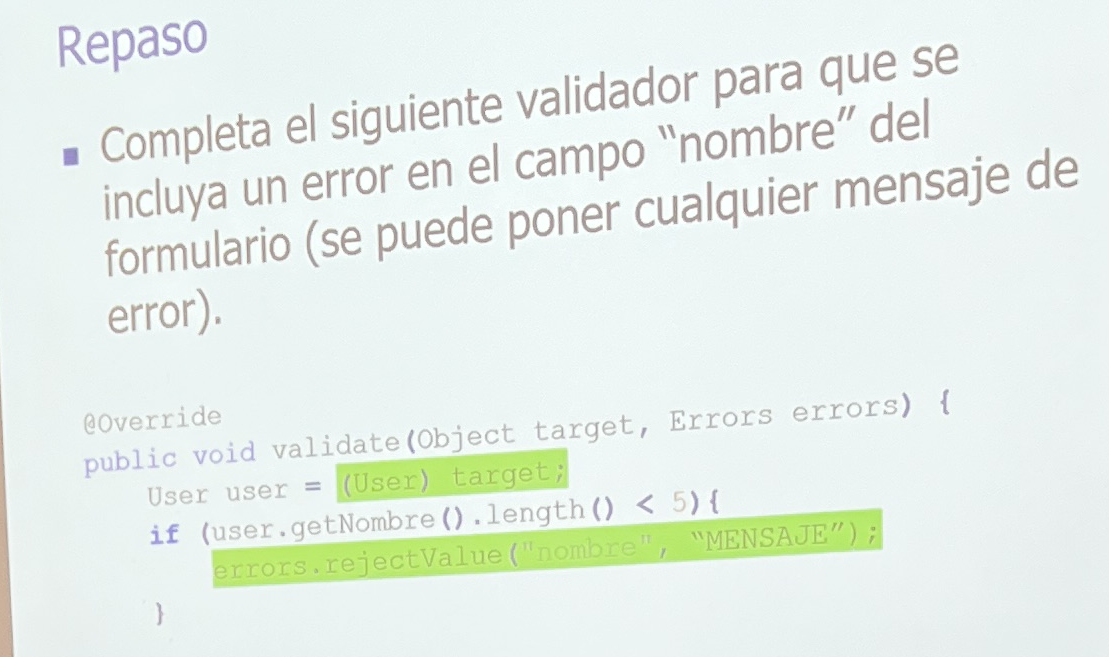 Repaso
Completa el siguiente validador para que se
incluya un error en el campo “nombre” del
formulario (se puede poner cualquier mensaje de
error).
@Override
public void validate(Object target, Errors errors) {
User user = (User) target;
if (user.getNombre().length() < 5){
errors.rejectValue("nombre", “MENSAJE”);
}